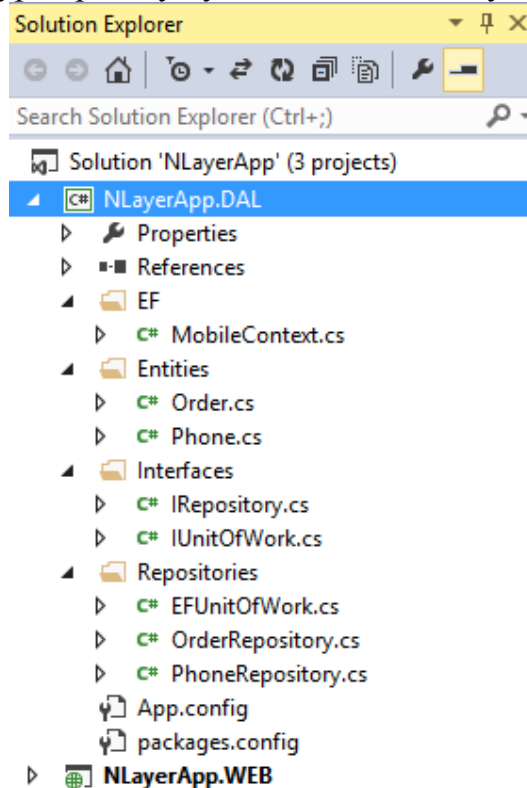 Solution Explorer
Search Solution Explorer (Ctrl+;)
Solution 'NLayerApp' (3 projects)
C# NLayerApp.DAL
Properties
References
EF
C# MobileContext.cs
Entities
C# Order.cs
C# Phone.cs
Interfaces
C# IRepository.cs
C# IUnitOfWork.cs
Repositories
C# EFUnitOfWork.cs
C# OrderRepository.cs
C# PhoneRepository.cs
App.config
packages.config
NLayerApp.WEB